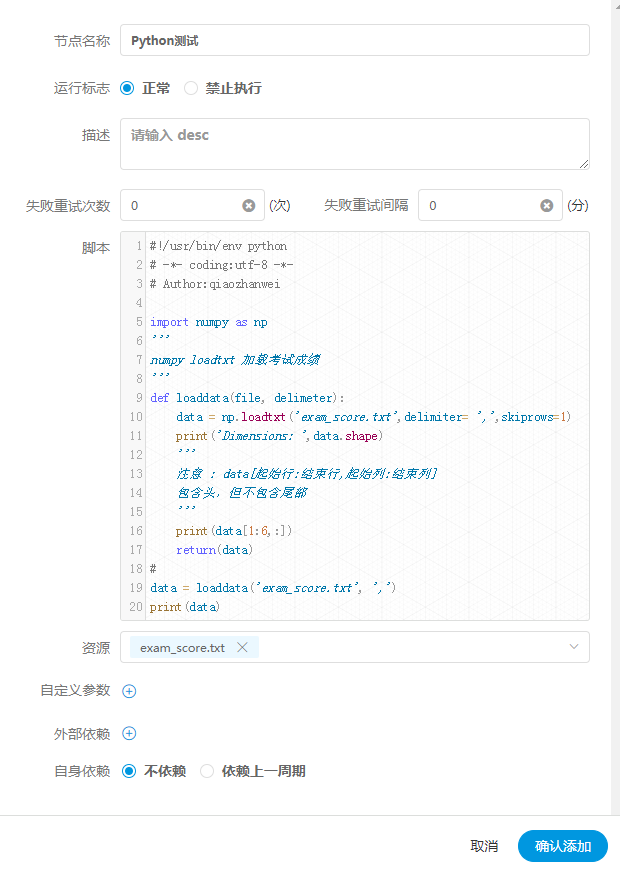 节点名称 Python测试
运行标志 正常 禁止执行
描述 请输入 desc
失败重试次数 0 (次) 失败重试间隔 0 (分)
脚本
1 #!/usr/bin/env python
2 # -*- coding:utf-8 -*-
3 # Author:qiaozhanwei
4
5 import numpy as np
6 '''
7 numpy loadtxt 加载考试成绩
8 '''
9 def loaddata(file, delimeter):
10     data = np.loadtxt('exam_score.txt',delimiter= ',',skiprows=1)
11     print('Dimensions: ',data.shape)
12     '''
13     注意 : data[起始行:结束行,起始列:结束列]
14     包含头，但不包含尾部
15     '''
16     print(data[1:6,:])
17     return(data)
18 #
19 data = loaddata('exam_score.txt', ',')
20 print(data)
资源 exam_score.txt
自定义参数
外部依赖
自身依赖 不依赖 依赖上一周期
取消 确认添加